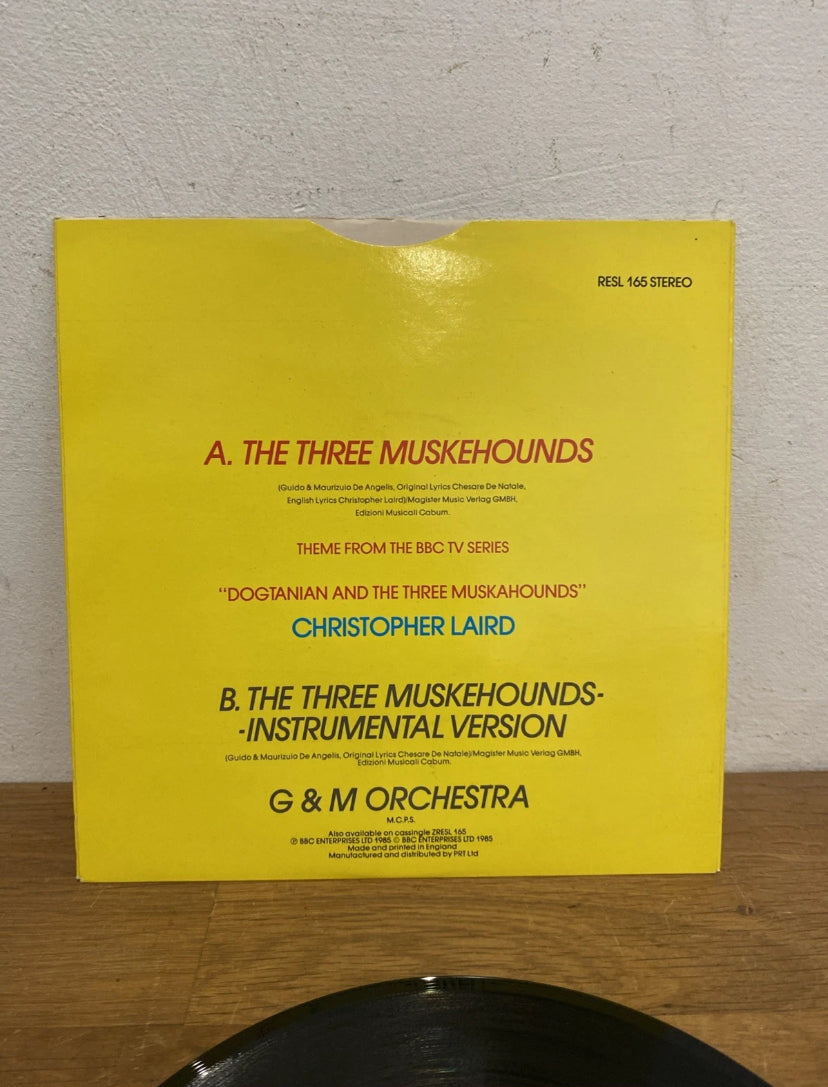 RESL 165 STEREO
A. THE THREE MUSKEHOUNDS
(Guido & Maurizuio De Angelis, Original Lyrics Chesare De Natale,
English Lyrics Christopher Laird)/Magister Music Verlag GMBH,
Edizioni Musicali Cabum.
THEME FROM THE BBC TV SERIES
"DOGTANIAN AND THE THREE MUSKAHOUNDS"
CHRISTOPHER LAIRD
B. THE THREE MUSKEHOUNDS-
-INSTRUMENTAL VERSION
(Guido & Maurizuio De Angelis, Original Lyrics Chesare De Natale)/Magister Music Verlag GMBH,
Edizioni Musicali Cabum.
G & M ORCHESTRA
M.C.P.S.
Also available on cassingle ZRESL 165
℗ BBC ENTERPRISES LTD 1985 © BBC ENTERPRISES LTD 1985
Made and printed in England
Manufactured and distributed by PRT Ltd